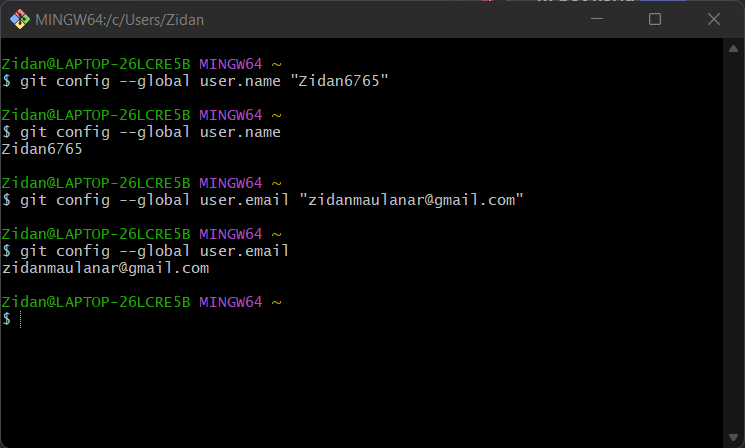 MINGW64:/c/Users/Zidan
Zidan@LAPTOP-26LCRE5B MINGW64 ~
$ git config --global user.name "Zidan6765"
Zidan@LAPTOP-26LCRE5B MINGW64 ~
$ git config --global user.name
Zidan6765
Zidan@LAPTOP-26LCRE5B MINGW64 ~
$ git config --global user.email "zidanmaulanar@gmail.com"
Zidan@LAPTOP-26LCRE5B MINGW64 ~
$ git config --global user.email
zidanmaulanar@gmail.com
Zidan@LAPTOP-26LCRE5B MINGW64 ~
$